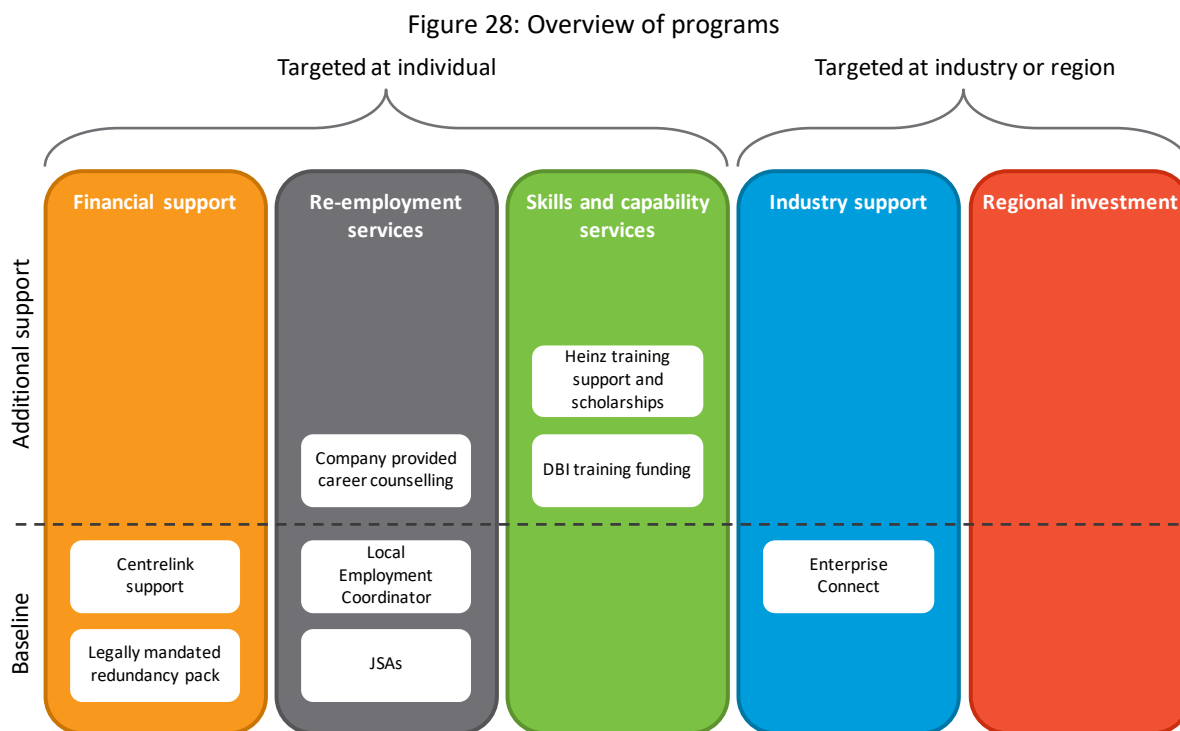 Figure 28: Overview of programs
Targeted at individual
Targeted at industry or region
Financial support
Re-employment
services
Skills and capability
services
Industry support
Regional investment
Additional support
Heinz training
support and
scholarships
Company provided
career counselling
DBI training funding
Baseline
Centrelink
support
Local
Employment
Coordinator
Enterprise
Connect
Legally mandated
redundancy pack
JSAs